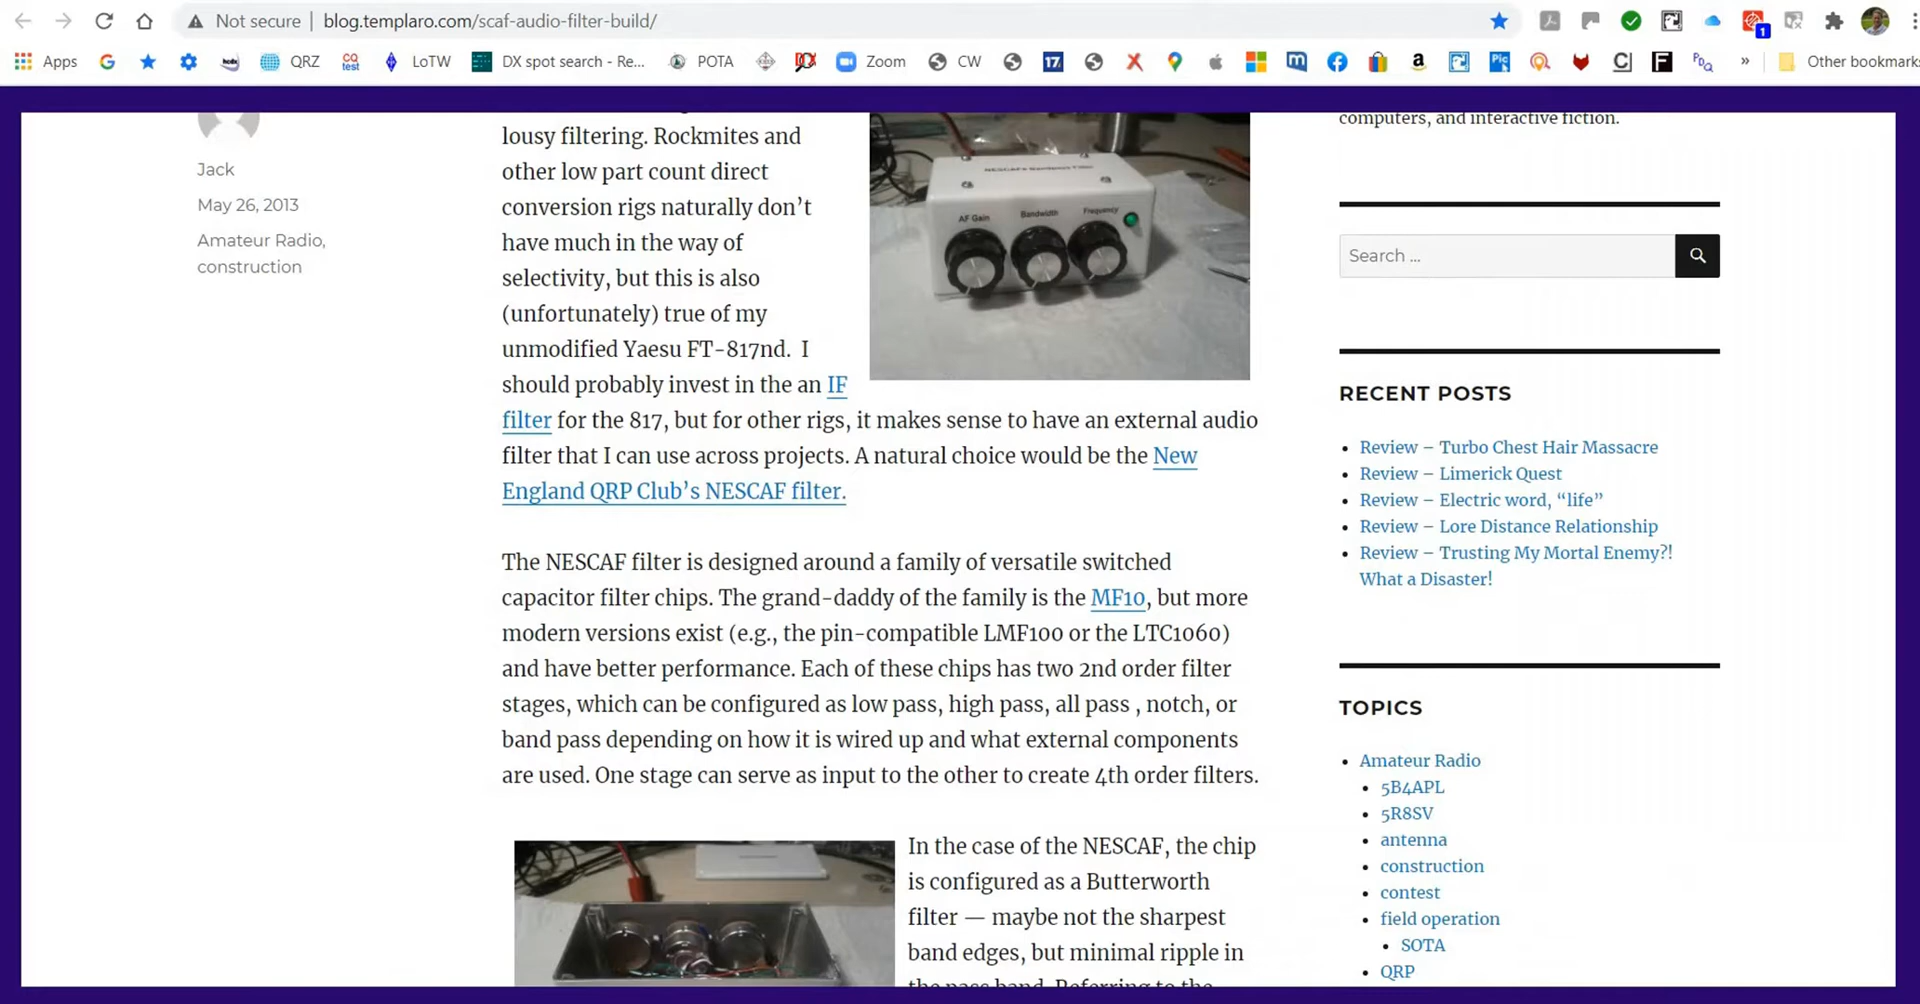 Not secure | blog.templaro.com/scaf-audio-filter-build/
1
Apps G QRZ CQ test LoTW DX spot search - Re... POTA Zoom CW 17. a Pic F PDQ » Other bookmarks
Jack
May 26, 2013
Amateur Radio,
construction
lousy filtering. Rockmites and
other low part count direct
conversion rigs naturally don’t
have much in the way of
selectivity, but this is also
(unfortunately) true of my
unmodified Yaesu FT-817nd. I
should probably invest in the an IF
filter for the 817, but for other rigs, it makes sense to have an external audio
filter that I can use across projects. A natural choice would be the New
England QRP Club’s NESCAF filter.
AF Gain Bandwidth Frequency
The NESCAF filter is designed around a family of versatile switched
capacitor filter chips. The grand-daddy of the family is the MF10, but more
modern versions exist (e.g., the pin-compatible LMF100 or the LTC1060)
and have better performance. Each of these chips has two 2nd order filter
stages, which can be configured as low pass, high pass, all pass , notch, or
band pass depending on how it is wired up and what external components
are used. One stage can serve as input to the other to create 4th order filters.
In the case of the NESCAF, the chip
is configured as a Butterworth
filter — maybe not the sharpest
band edges, but minimal ripple in
the pass band. Referring to the
computers, and interactive fiction.
Search ...
RECENT POSTS
Review – Turbo Chest Hair Massacre
Review – Limerick Quest
Review – Electric word, “life”
Review – Lore Distance Relationship
Review – Trusting My Mortal Enemy?!
What a Disaster!
TOPICS
Amateur Radio
5B4APL
5R8SV
antenna
construction
contest
field operation
SOTA
QRP